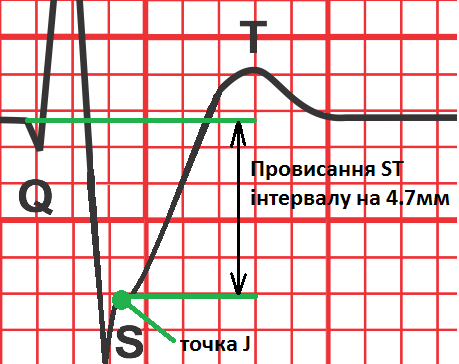 T
Q
Провисання ST
інтервалу на 4.7мм
S
точка J